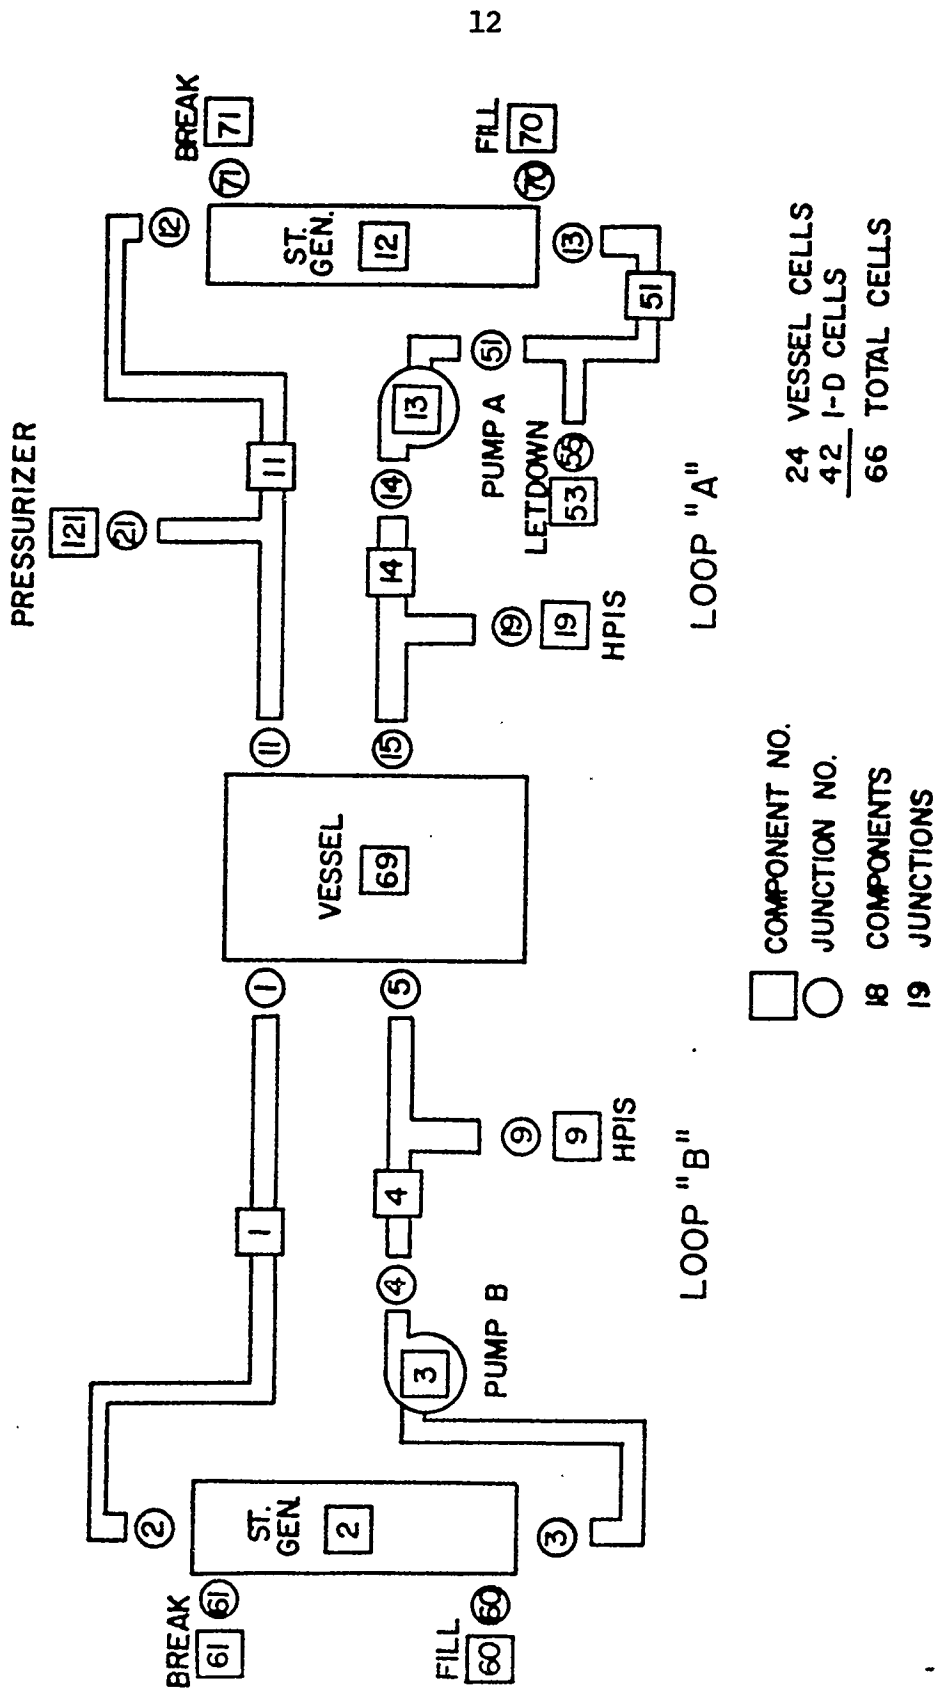 12
PRESSURIZER
121
21
2
12
BREAK
61
61
ST.
GEN.
2
1
1
VESSEL
69
11
11
ST.
GEN.
12
71
BREAK
71
FILL
60
60
3
3
PUMP B
4
4
5
9
9
HPIS
15
14
14
19
19
HPIS
13
PUMP A
51
LETDOWN
53
13
51
70
FILL
70
LOOP "B"
LOOP "A"
COMPONENT NO.
JUNCTION NO.
18 COMPONENTS
19 JUNCTIONS
24 VESSEL CELLS
42 1-D CELLS
66 TOTAL CELLS